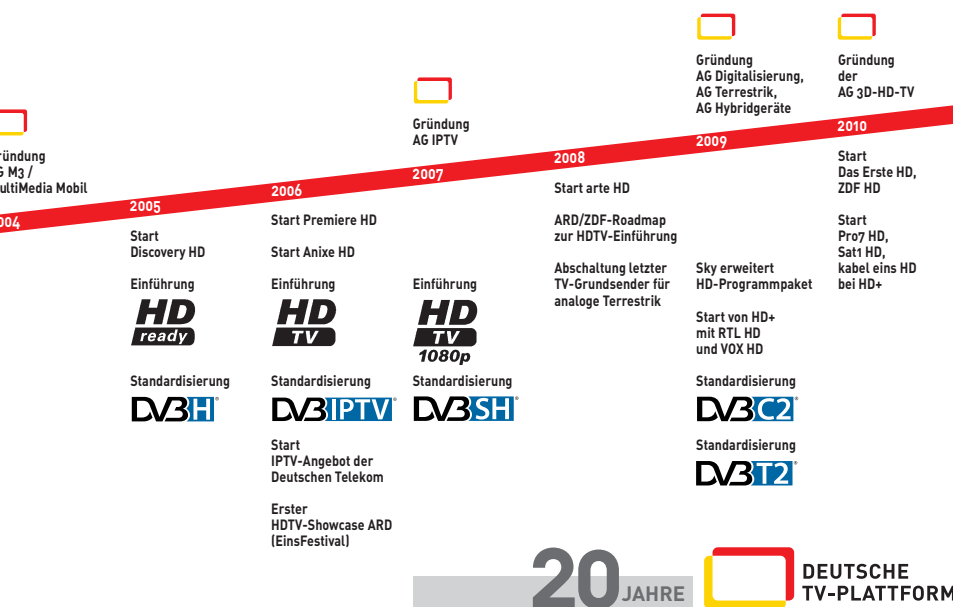 ründung
G M3 /
ultiMedia Mobil
004
2005
Start
Discovery HD
Einführung
HD
ready
Standardisierung
DVB H
2006
Start Premiere HD
Start Anixe HD
Einführung
HD
TV
Standardisierung
DVB IPTV
Start
IPTV-Angebot der
Deutschen Telekom
Erster
HDTV-Showcase ARD
(EinsFestival)
Gründung
AG IPTV
2007
Einführung
HD
TV
1080p
Standardisierung
DVB SH
2008
Start arte HD
ARD/ZDF-Roadmap
zur HDTV-Einführung
Abschaltung letzter
TV-Grundsender für
analoge Terrestrik
Gründung
AG Digitalisierung,
AG Terrestrik,
AG Hybridgeräte
2009
Sky erweitert
HD-Programmpaket
Start von HD+
mit RTL HD
und VOX HD
Standardisierung
DVB C2
Standardisierung
DVB T2
Gründung
der
AG 3D-HD-TV
2010
Start
Das Erste HD,
ZDF HD
Start
Pro7 HD,
Sat1 HD,
kabel eins HD
bei HD+
20 JAHRE
DEUTSCHE
TV-PLATTFORM